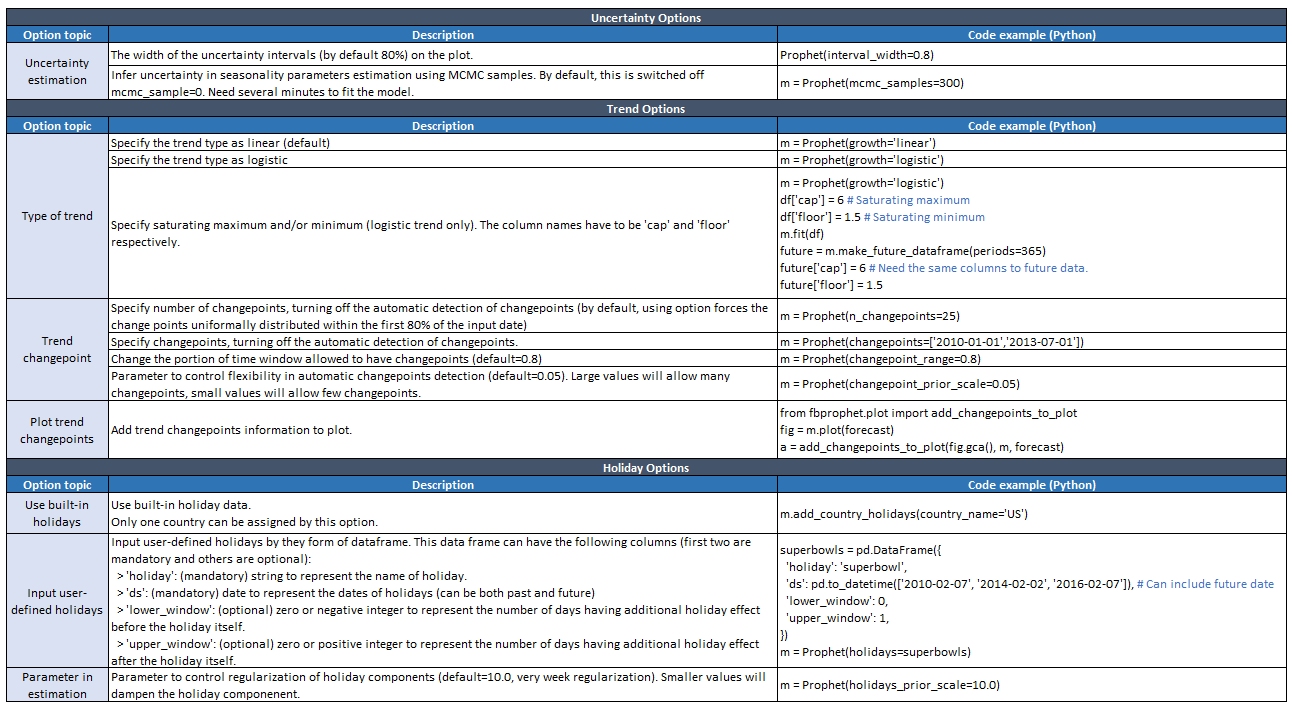 Uncertainty Options
Option topic Description Code example (Python)
Uncertainty
estimation
The width of the uncertainty intervals (by default 80%) on the plot.
Prophet(interval_width=0.8)
Infer uncertainty in seasonality parameters estimation using MCMC samples. By default, this is switched off
mcmc_sample=0. Need several minutes to fit the model.
m = Prophet(mcmc_samples=300)
Trend Options
Option topic Description Code example (Python)
Type of trend
Specify the trend type as linear (default)
m = Prophet(growth='linear')
Specify the trend type as logistic
m = Prophet(growth='logistic')
Specify saturating maximum and/or minimum (logistic trend only). The column names have to be 'cap' and 'floor'
respectively.
m = Prophet(growth='logistic')
df['cap'] = 6 # Saturating maximum
df['floor'] = 1.5 # Saturating minimum
m.fit(df)
future = m.make_future_dataframe(periods=365)
future['cap'] = 6 # Need the same columns to future data.
future['floor'] = 1.5
Trend
changepoint
Specify number of changepoints, turning off the automatic detection of changepoints (by default, using option forces the
change points uniformally distributed within the first 80% of the input date)
m = Prophet(n_changepoints=25)
Specify changepoints, turning off the automatic detection of changepoints.
m = Prophet(changepoints=['2010-01-01','2013-07-01'])
Change the portion of time window allowed to have changepoints (default=0.8)
m = Prophet(changepoint_range=0.8)
Parameter to control flexibility in automatic changepoints detection (default=0.05). Large values will allow many
changepoints, small values will allow few changepoints.
m = Prophet(changepoint_prior_scale=0.05)
Plot trend
changepoints
Add trend changepoints information to plot.
from fbprophet.plot import add_changepoints_to_plot
fig = m.plot(forecast)
a = add_changepoints_to_plot(fig.gca(), m, forecast)
Holiday Options
Option topic Description Code example (Python)
Use built-in
holidays
Use built-in holiday data.
Only one country can be assigned by this option.
m.add_country_holidays(country_name='US')
Input user-
defined holidays
Input user-defined holidays by they form of dataframe. This data frame can have the following columns (first two are
mandatory and others are optional):
> 'holiday': (mandatory) string to represent the name of holiday.
> 'ds': (mandatory) date to represent the dates of holidays (can be both past and future)
> 'lower_window': (optional) zero or negative integer to represent the number of days having additional holiday effect
before the holiday itself.
> 'upper_window': (optional) zero or positive integer to represent the number of days having additional holiday effect
after the holiday itself.
superbowls = pd.DataFrame({
'holiday': 'superbowl',
'ds': pd.to_datetime(['2010-02-07', '2014-02-02', '2016-02-07']), # Can include future date
'lower_window': 0,
'upper_window': 1,
})
m = Prophet(holidays=superbowls)
Parameter in
estimation
Parameter to control regularization of holiday components (default=10.0, very week regularization). Smaller values will
dampen the holiday componenent.
m = Prophet(holidays_prior_scale=10.0)